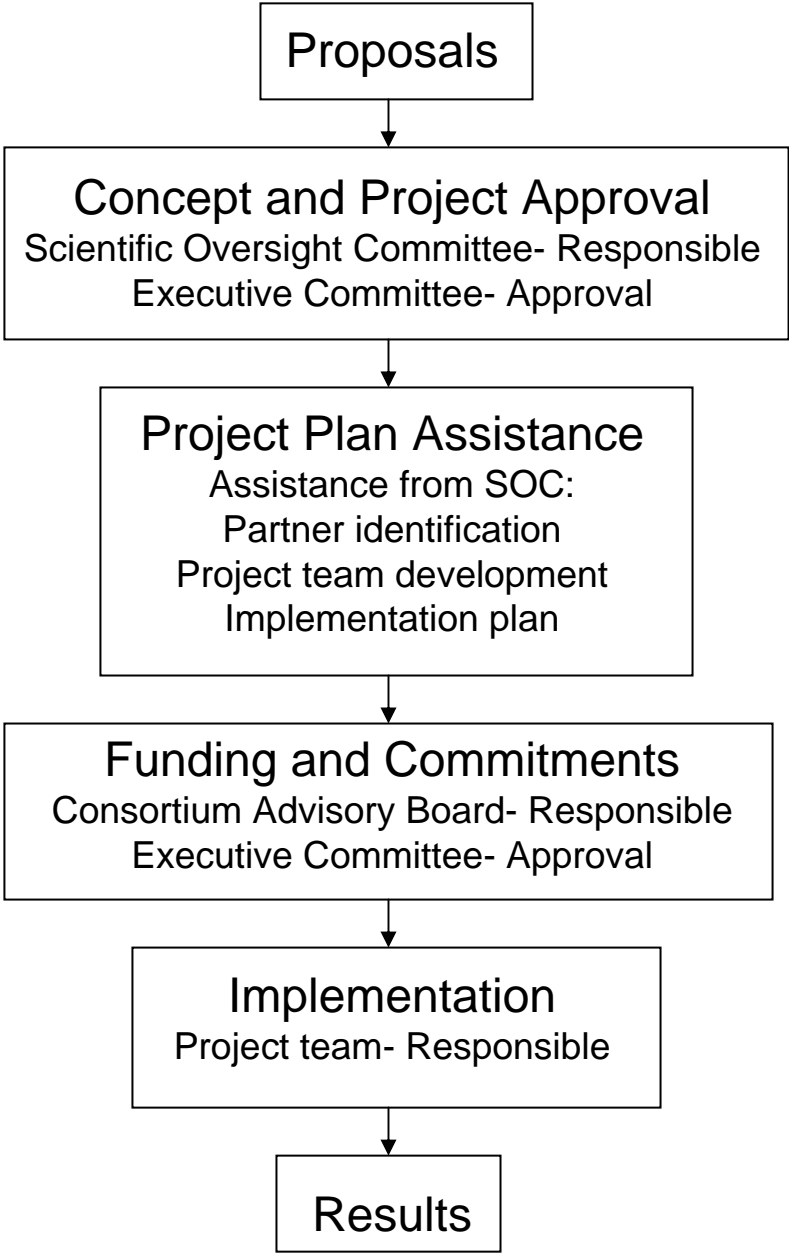 Proposals
Concept and Project Approval
Scientific Oversight Committee- Responsible
Executive Committee- Approval
Project Plan Assistance
Assistance from SOC:
Partner identification
Project team development
Implementation plan
Funding and Commitments
Consortium Advisory Board- Responsible
Executive Committee- Approval
Implementation
Project team- Responsible
Results